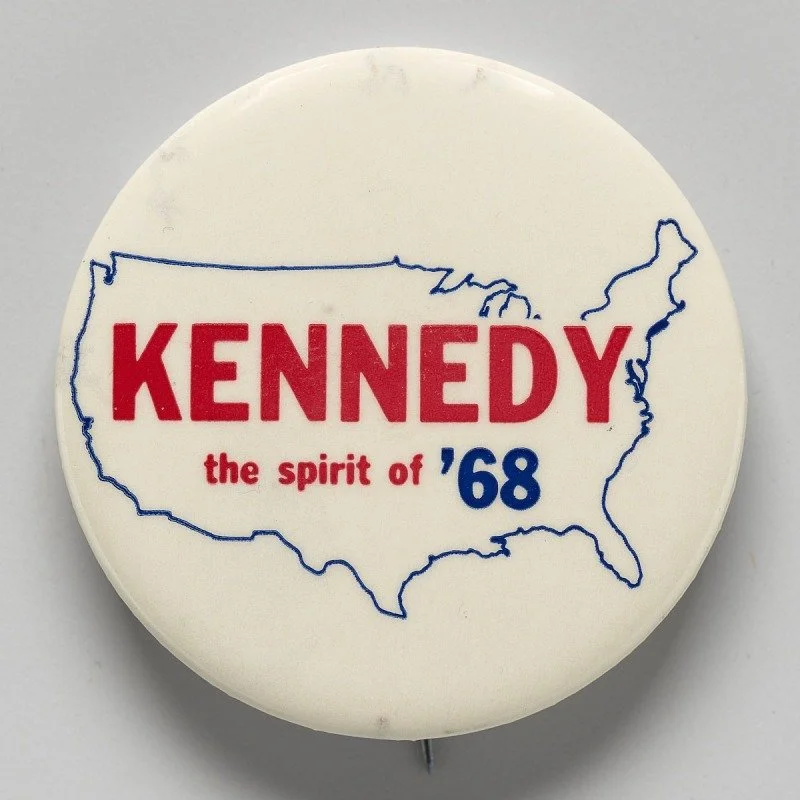 KENNEDY
the spirit of '68